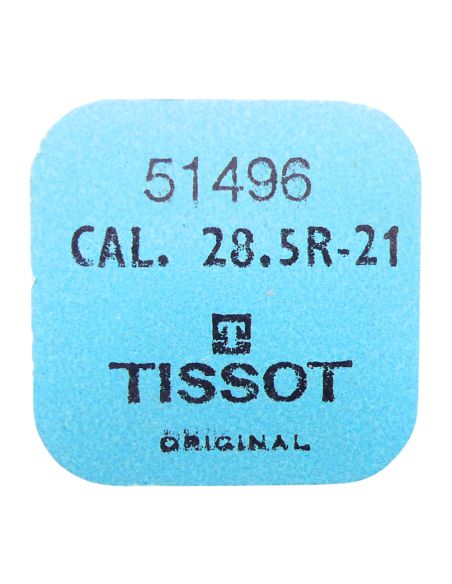 51496
CAL. 28.5R-21
T
TISSOT
ORIGINAL